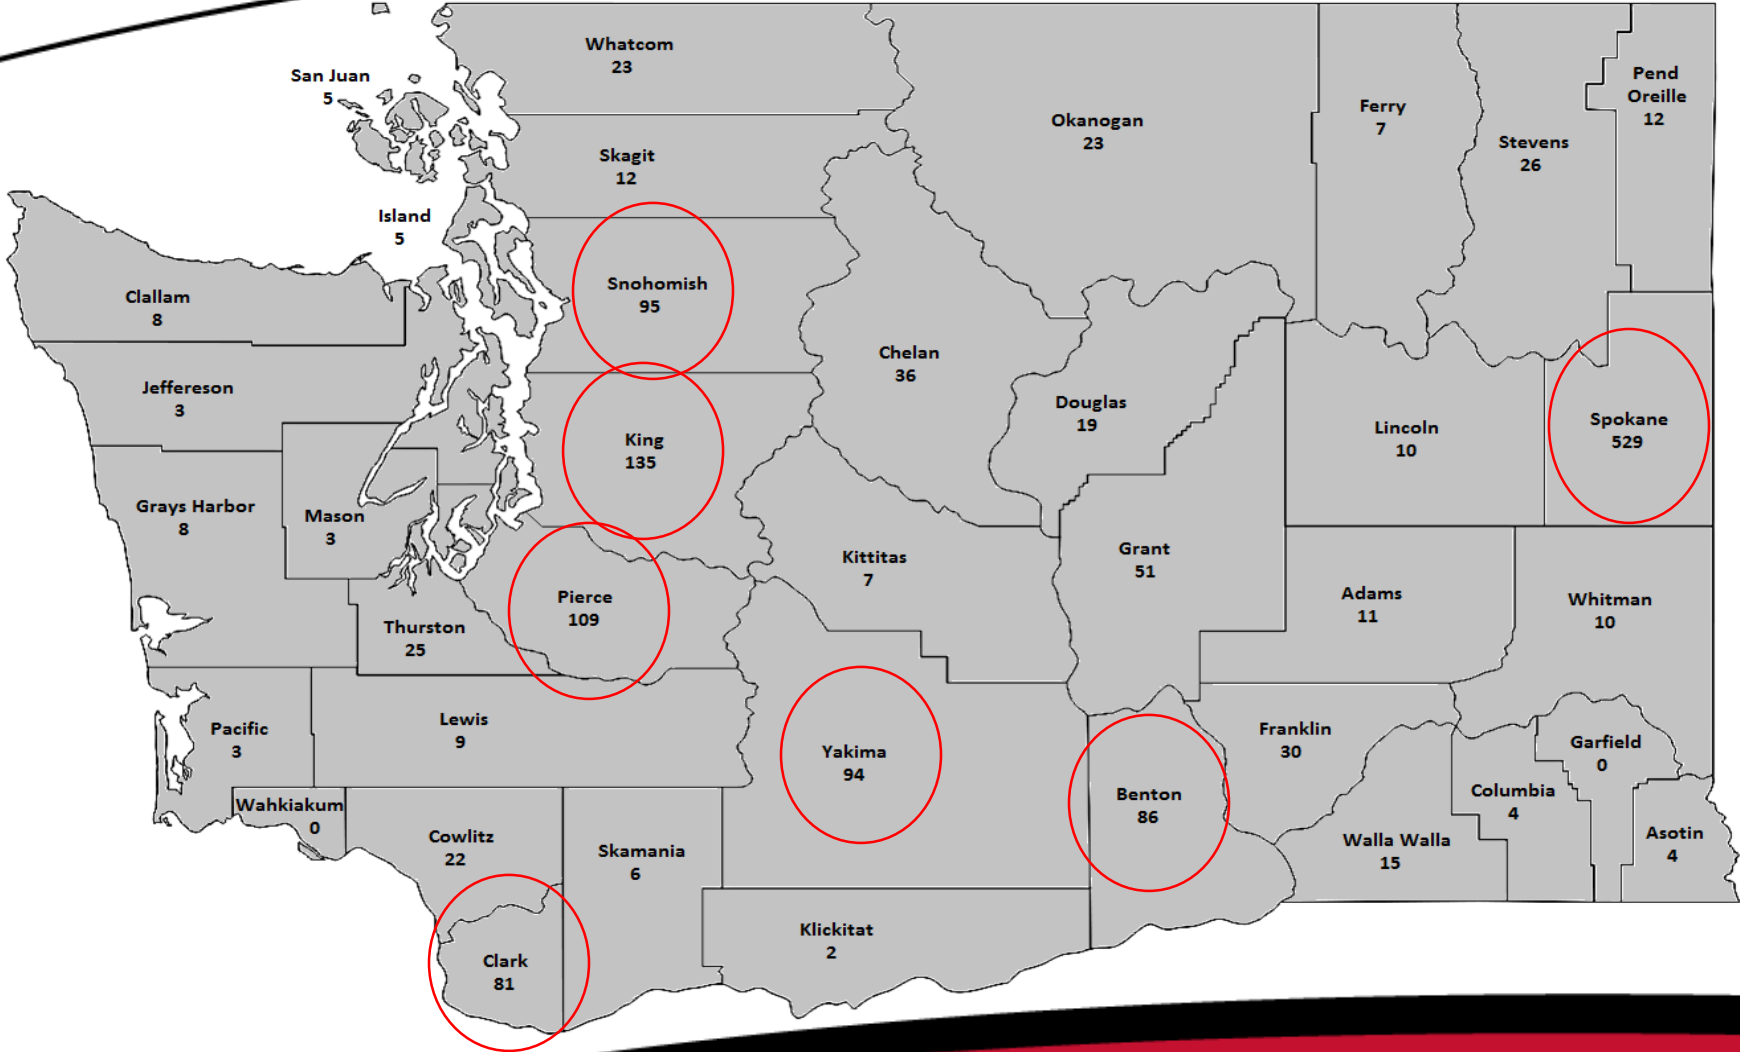 Whatcom
23
San Juan
5
Pend
Oreille
12
Ferry
7
Okanogan
23
Stevens
26
Skagit
12
Island
5
Snohomish
95
Clallam
8
Chelan
36
Jeffereson
3
Douglas
19
Spokane
529
Lincoln
10
King
135
Grays Harbor
8
Mason
3
Grant
51
Kittitas
7
Pierce
109
Adams
11
Whitman
10
Thurston
25
Lewis
9
Pacific
3
Franklin
30
Garfield
0
Yakima
94
Benton
86
Columbia
4
Wahkiakum
0
Cowlitz
22
Walla Walla
15
Asotin
4
Skamania
6
Klickitat
2
Clark
81